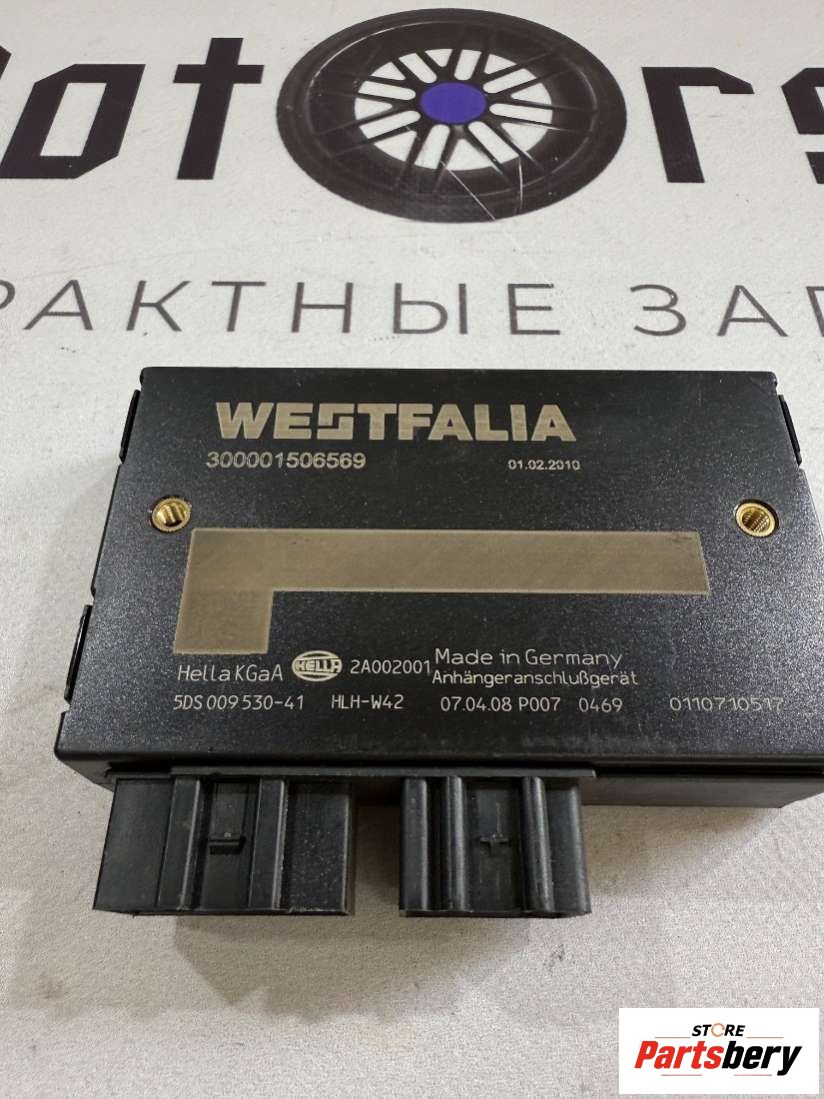 otOrs
РАКТНЫЕ ЗАП
WESTFALIA
300001506569 01.02.2010
Hella KGaA HELLA 2A002001 Made in Germany
Anhängeranschlußgerät
5DS 009 530-41 HLH-W42 07.04.08 P007 0469 0110710517
STORE
Partsbery